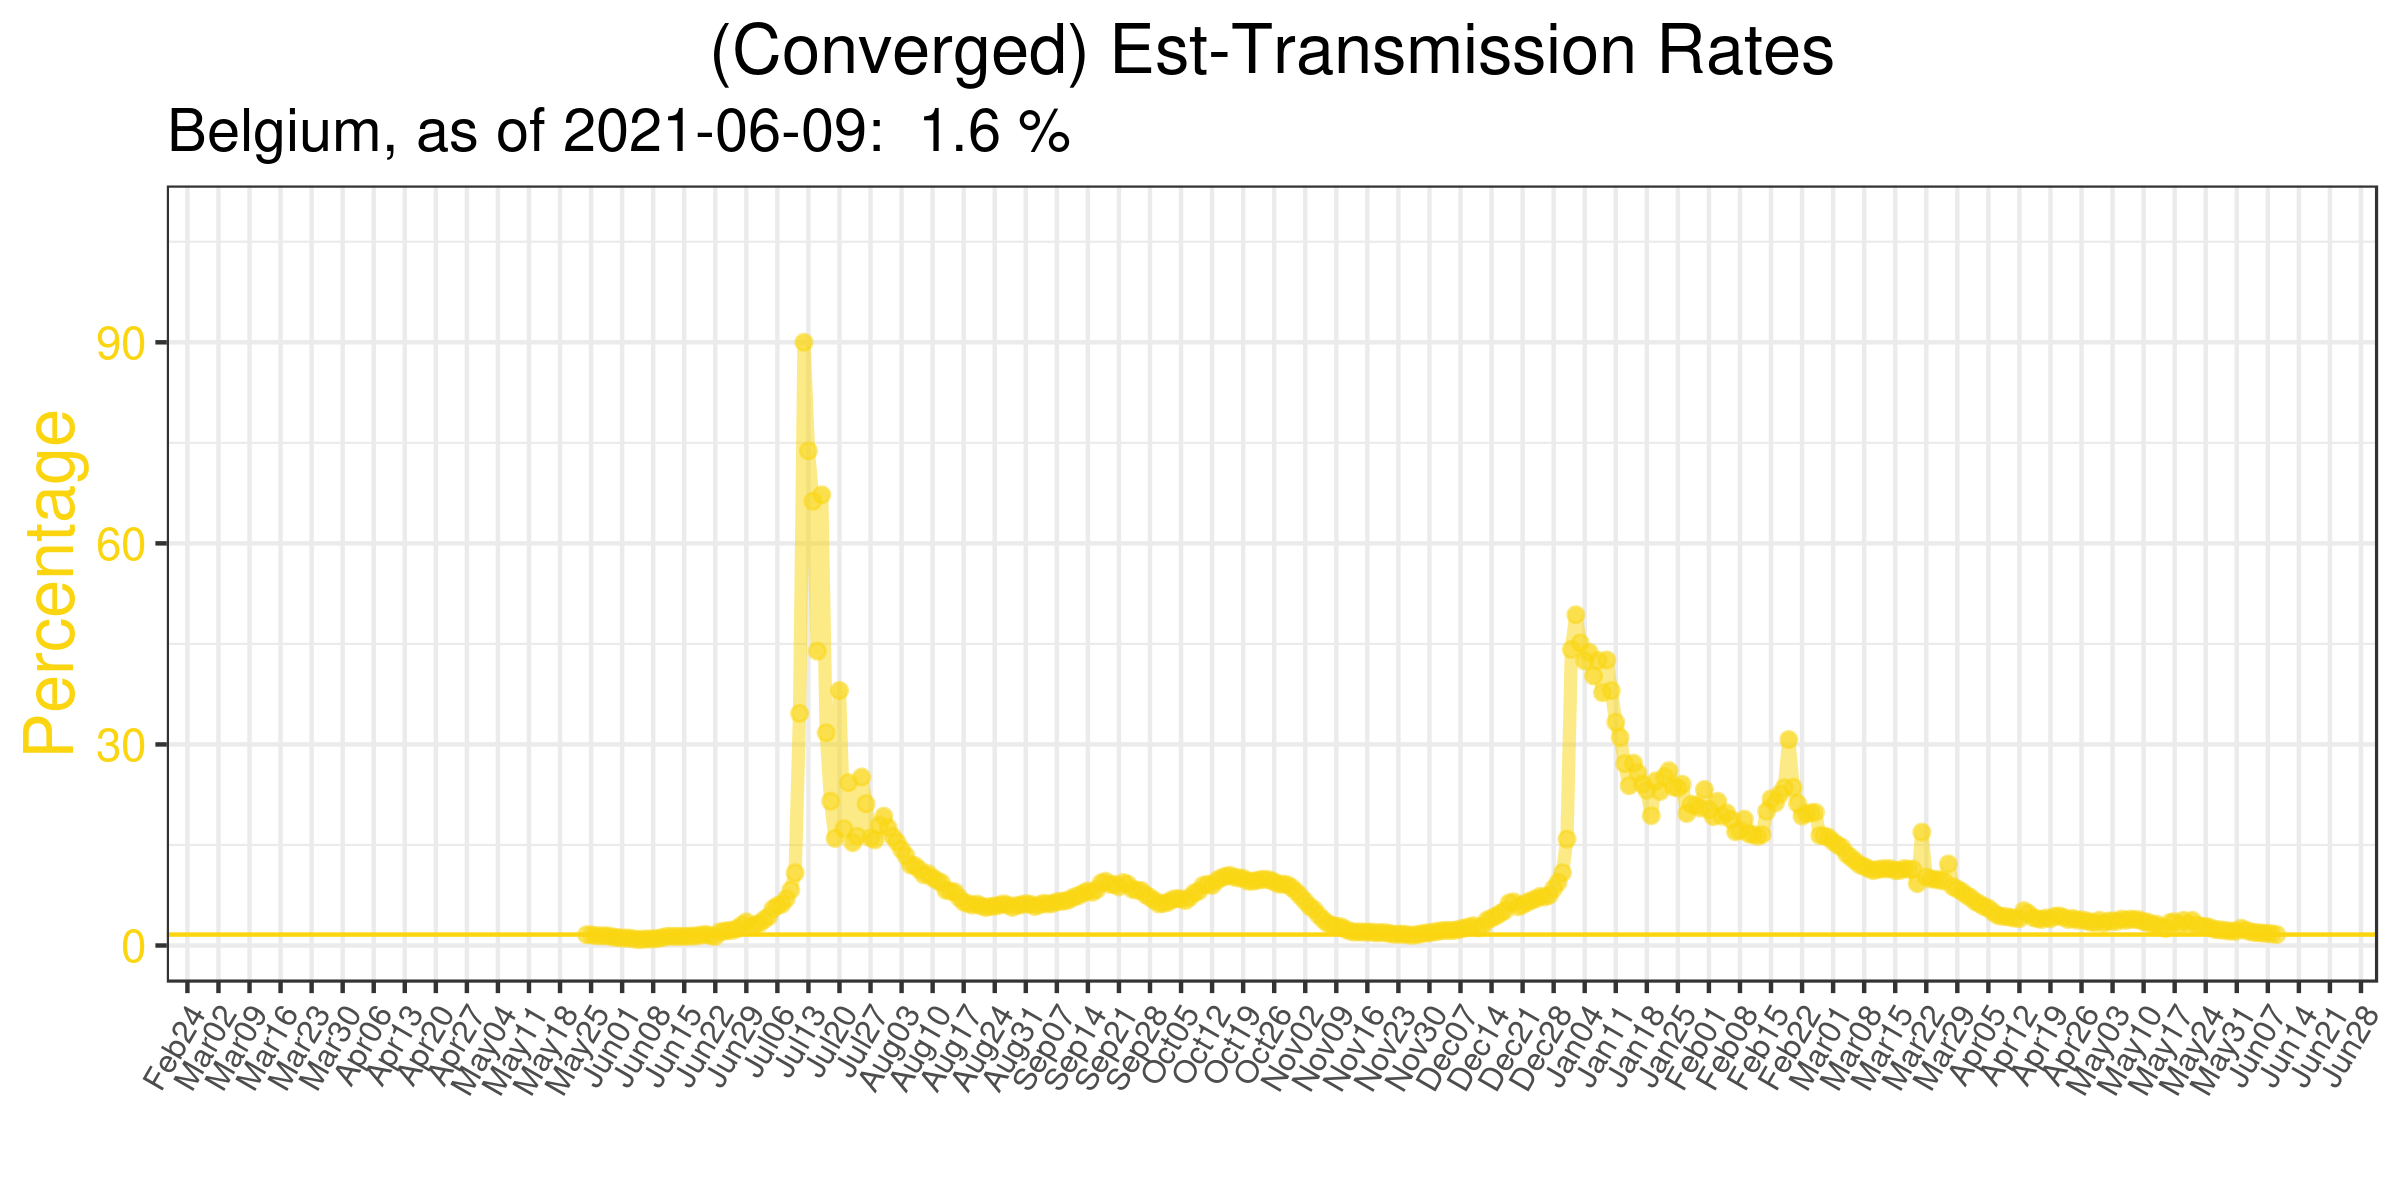 (Converged) Est-Transmission Rates
Belgium, as of 2021-06-09:  1.6 %
Percentage
90
60
30
0
Feb24
Mar02
Mar09
Mar16
Mar23
Mar30
Apr06
Apr13
Apr20
Apr27
May04
May11
May18
May25
Jun01
Jun08
Jun15
Jun22
Jun29
Jul06
Jul13
Jul20
Jul27
Aug03
Aug10
Aug17
Aug24
Aug31
Sep07
Sep14
Sep21
Sep28
Oct05
Oct12
Oct19
Oct26
Nov02
Nov09
Nov16
Nov23
Nov30
Dec07
Dec14
Dec21
Dec28
Jan04
Jan11
Jan18
Jan25
Feb01
Feb08
Feb15
Feb22
Mar01
Mar08
Mar15
Mar22
Mar29
Apr05
Apr12
Apr19
Apr26
May03
May10
May17
May24
May31
Jun07
Jun14
Jun21
Jun28